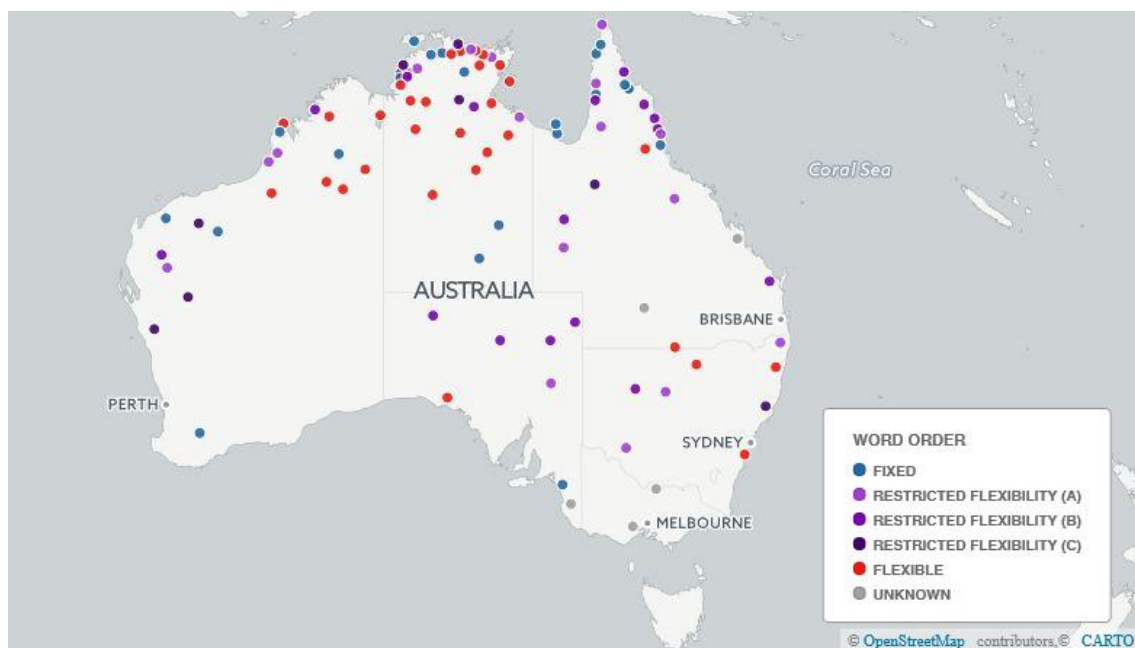 Coral Sea
AUSTRALIA
BRISBANE
PERTH
SYDNEY
MELBOURNE
WORD ORDER
FIXED
RESTRICTED FLEXIBILITY (A)
RESTRICTED FLEXIBILITY (B)
RESTRICTED FLEXIBILITY (C)
FLEXIBLE
UNKNOWN
© OpenStreetMap contributors,© CARTO